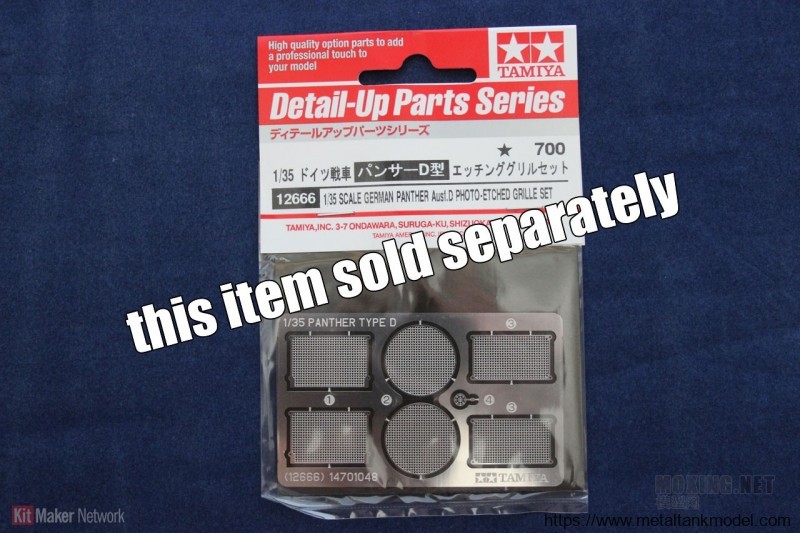 High quality option parts to add
a professional touch to
your model
TAMIYA
Detail-Up Parts Series
ディテールアップパーツシリーズ
★ 700
1/35 ドイツ戦車 パンサーD型 エッチンググリルセット
12666 1/35 SCALE GERMAN PANTHER Ausf.D PHOTO-ETCHED GRILLE SET
TAMIYA,INC. 3-7 ONDAWARA, SURUGA-KU,
TAMIYA
this item sold separately
1/35 PANTHER TYPE D
3
1 2 4
3
(12666) 14701048
TAMIYA
MOXING.NET
Kit Maker Network
https://www.metaltankmodel.com